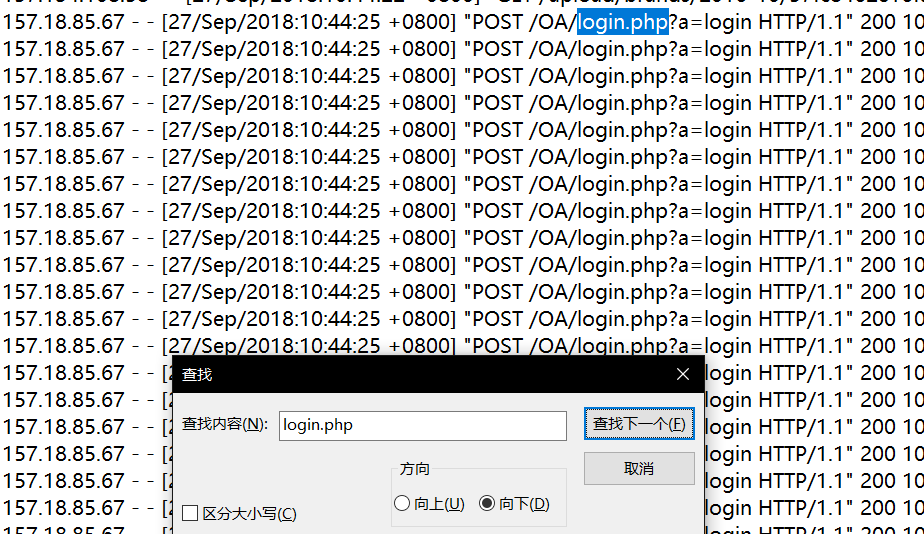 157.18.85.67 - - [27/Sep/2018:10:44:25 +0800] "POST /OA/login.php?a=login HTTP/1.1" 200 10
157.18.85.67 - - [27/Sep/2018:10:44:25 +0800] "POST /OA/login.php?a=login HTTP/1.1" 200 10
157.18.85.67 - - [27/Sep/2018:10:44:25 +0800] "POST /OA/login.php?a=login HTTP/1.1" 200 10
157.18.85.67 - - [27/Sep/2018:10:44:25 +0800] "POST /OA/login.php?a=login HTTP/1.1" 200 10
157.18.85.67 - - [27/Sep/2018:10:44:25 +0800] "POST /OA/login.php?a=login HTTP/1.1" 200 10
157.18.85.67 - - [27/Sep/2018:10:44:25 +0800] "POST /OA/login.php?a=login HTTP/1.1" 200 10
157.18.85.67 - - [27/Sep/2018:10:44:25 +0800] "POST /OA/login.php?a=login HTTP/1.1" 200 10
157.18.85.67 - - [27/Sep/2018:10:44:25 +0800] "POST /OA/login.php?a=login HTTP/1.1" 200 10
157.18.85.67 - - [27/Sep/2018:10:44:25 +0800] "POST /OA/login.php?a=login HTTP/1.1" 200 10
157.18.85.67 - - [27/Sep/2018:10:44:25 +0800] "POST /OA/login.php?a=login HTTP/1.1" 200 10
157.18.85.67 - - [27/Sep/2018:10:44:25 +0800] "POST /OA/login.php?a=login HTTP/1.1" 200 10
157.18.85.67 - - [27/Sep/2018:10:44:25 +0800] "POST /OA/login.php?a=login HTTP/1.1" 200 10
157.18.85.67 - - [27/Sep/2018:10:44:25 +0800] "POST /OA/login.php?a=login HTTP/1.1" 200 10
157.18.85.67 - - [ login HTTP/1.1" 200 10
157.18.85.67 - - [ login HTTP/1.1" 200 10
157.18.85.67 - - [ login HTTP/1.1" 200 10
157.18.85.67 - - [ login HTTP/1.1" 200 10
157.18.85.67 - - [ login HTTP/1.1" 200 10
157.18.85.67 - - [ login HTTP/1.1" 200 10
查找
查找内容(N): login.php 查找下一个(F)
方向 取消
向上(U) 向下(D)
区分大小写(C)